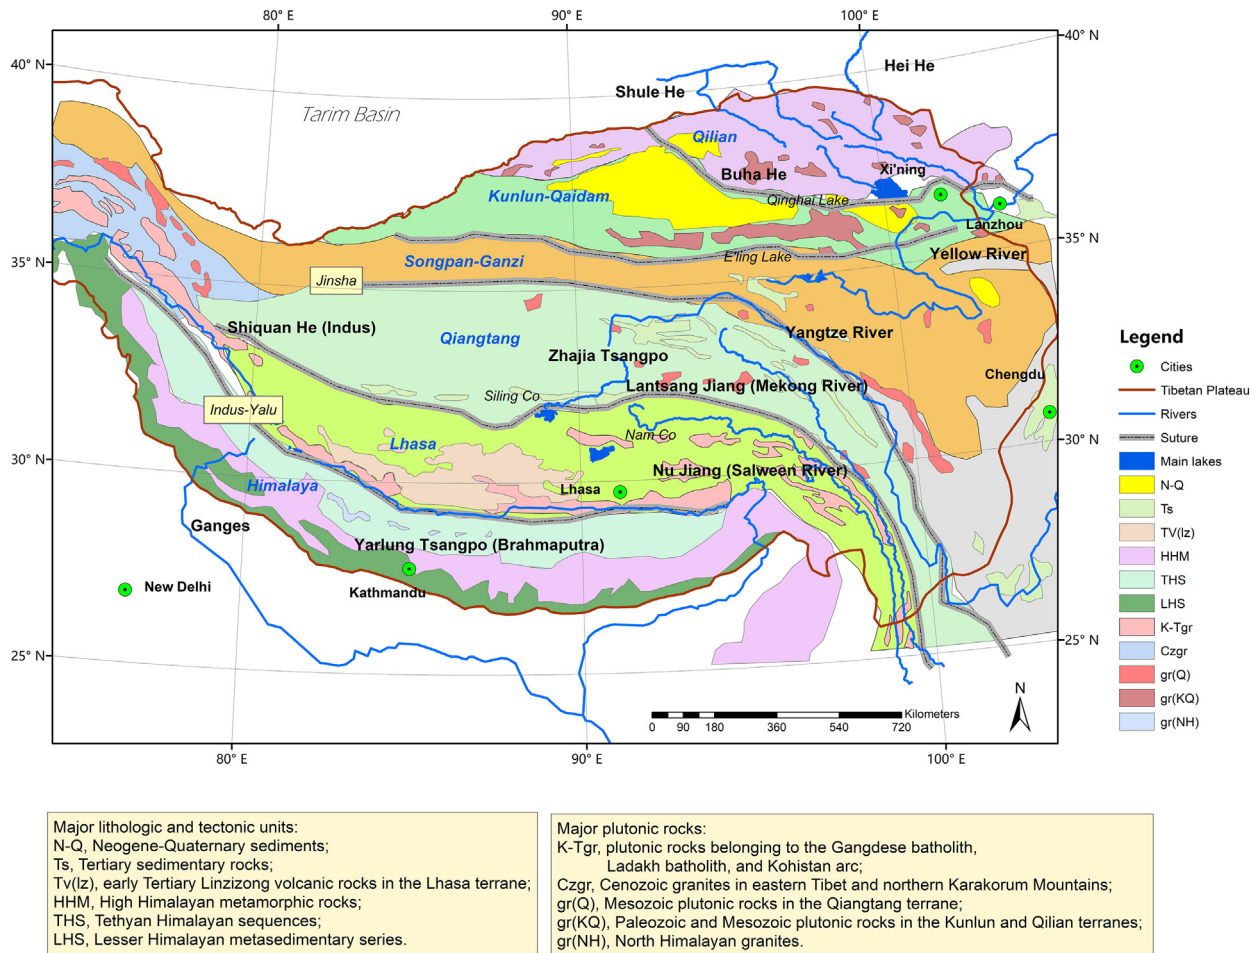 80° E
90° E
100° E
40° N
40° N
Hei He
Shule He
Tarim Basin
Qilian
Buha He
Xi'ning
Kunlun-Qaidam
Qinghai Lake
Lanzhou
35° N
35° N
Songpan-Ganzi
E'ling Lake
Yellow River
Jinsha
Shiquan He (Indus)
Qiangtang
Yangtze River
Zhajia Tsangpo
Chengdu
Lantsang Jiang (Mekong River)
Siling Co
Indus-Yalu
Nam Co
30° N
30° N
Lhasa
Nu Jiang (Salween River)
Himalaya
Lhasa
Ganges
Yarlung Tsangpo (Brahmaputra)
New Delhi
Kathmandu
25° N
25° N
N
Kilometers
0 90 180 360 540 720
80° E
90° E
100° E
Legend
Cities
Tibetan Plateau
Rivers
Suture
Main lakes
N-Q
Ts
TV(lz)
HHM
THS
LHS
K-Tgr
Czgr
gr(Q)
gr(KQ)
gr(NH)
Major lithologic and tectonic units:
N-Q, Neogene-Quaternary sediments;
Ts, Tertiary sedimentary rocks;
Tv(lz), early Tertiary Linzizong volcanic rocks in the Lhasa terrane;
HHM, High Himalayan metamorphic rocks;
THS, Tethyan Himalayan sequences;
LHS, Lesser Himalayan metasedimentary series.
Major plutonic rocks:
K-Tgr, plutonic rocks belonging to the Gangdese batholith,
Ladakh batholith, and Kohistan arc;
Czgr, Cenozoic granites in eastern Tibet and northern Karakorum Mountains;
gr(Q), Mesozoic plutonic rocks in the Qiangtang terrane;
gr(KQ), Paleozoic and Mesozoic plutonic rocks in the Kunlun and Qilian terranes;
gr(NH), North Himalayan granites.